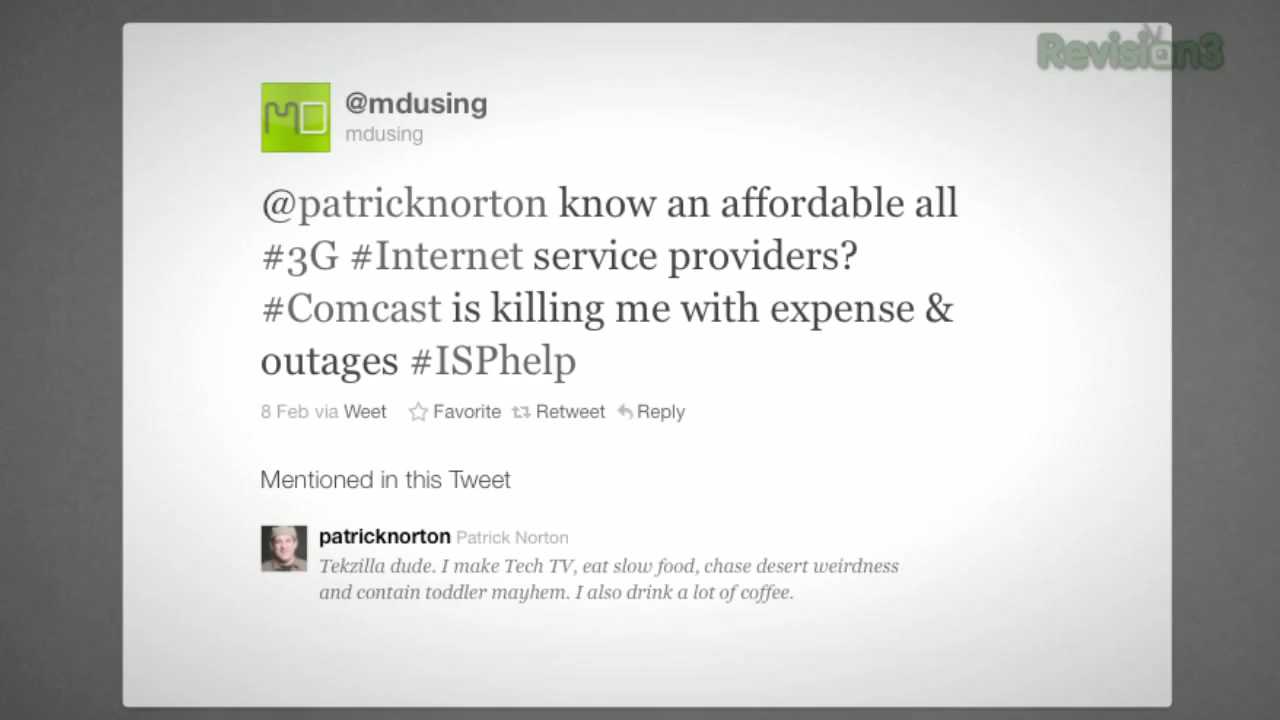 Revision3
MD
@mdusing
mdusing
@patricknorton know an affordable all
#3G #Internet service providers?
#Comcast is killing me with expense &
outages #ISPhelp
8 Feb via Weet Favorite Retweet Reply
Mentioned in this Tweet
patricknorton Patrick Norton
Tekzilla dude. I make Tech TV, eat slow food, chase desert weirdness
and contain toddler mayhem. I also drink a lot of coffee.